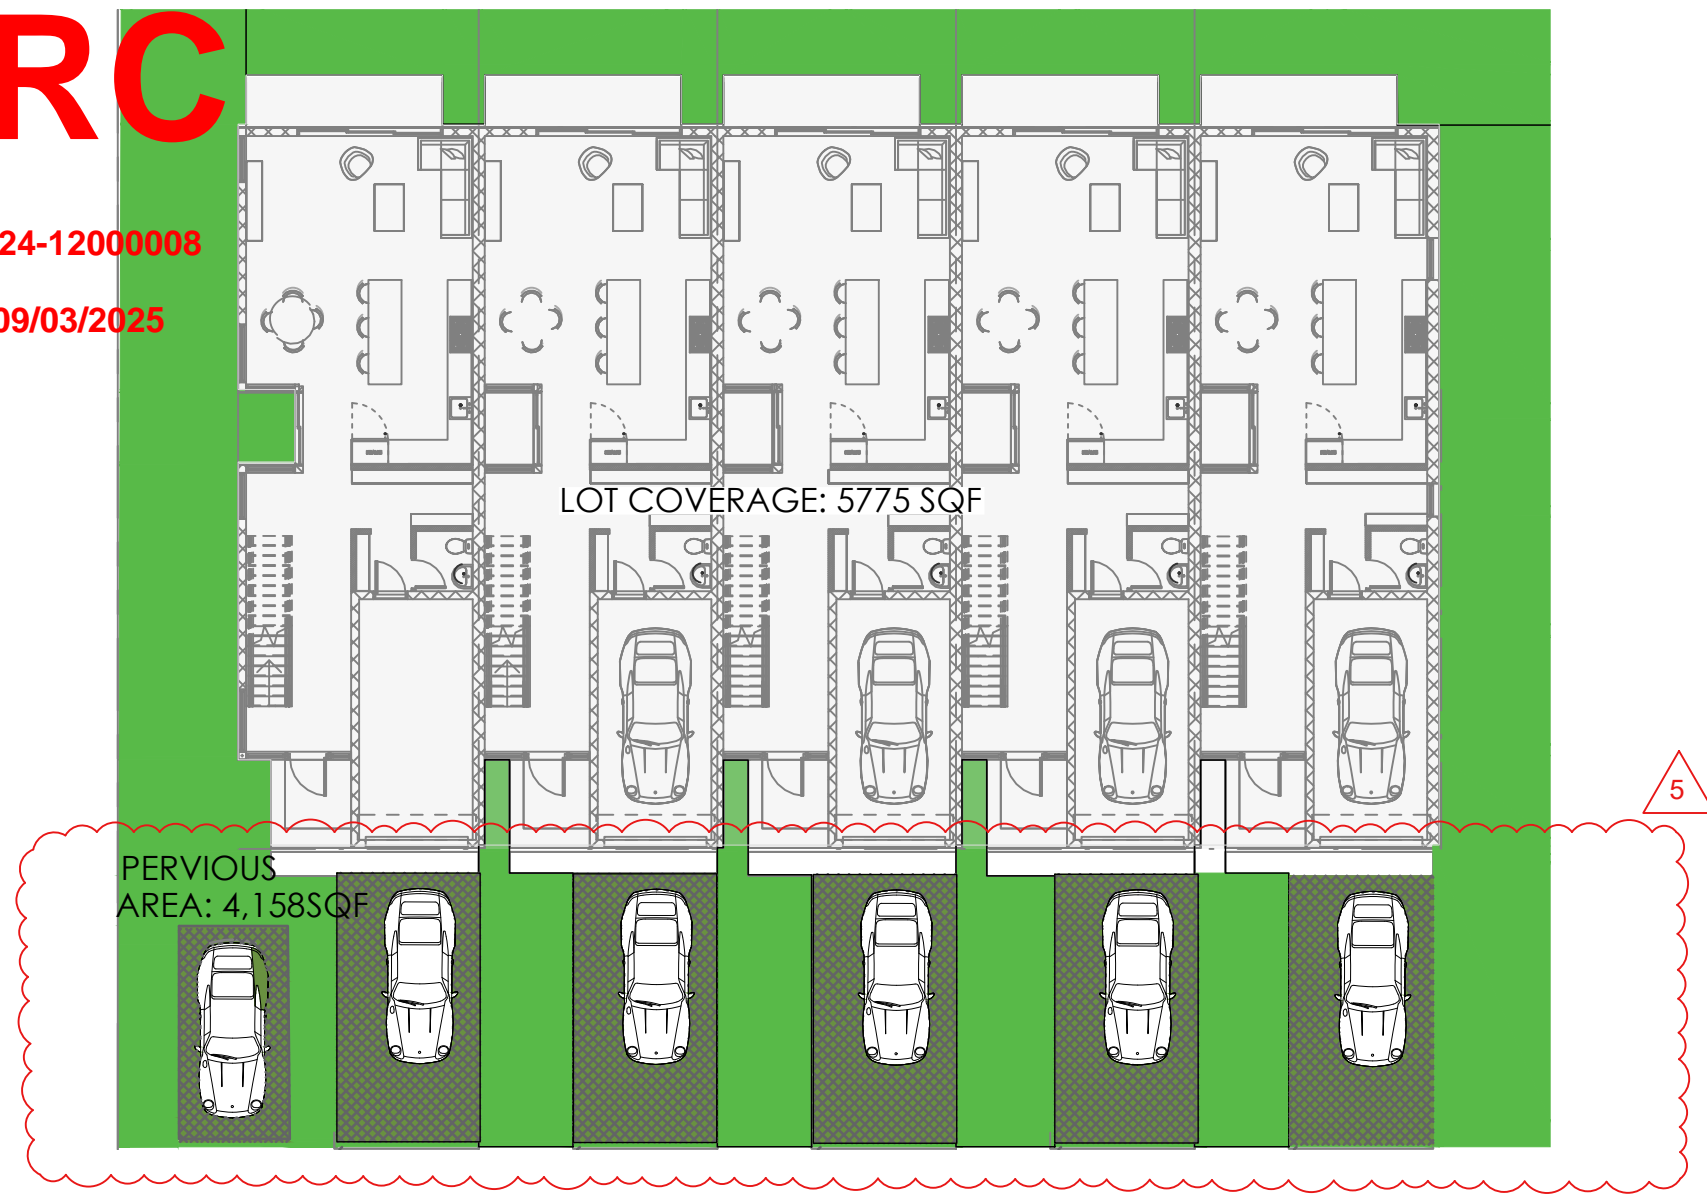 RC
24-12000008
09/03/2025
LOT COVERAGE: 5775 SQF
5
PERVIOUS
AREA: 4,158SQF